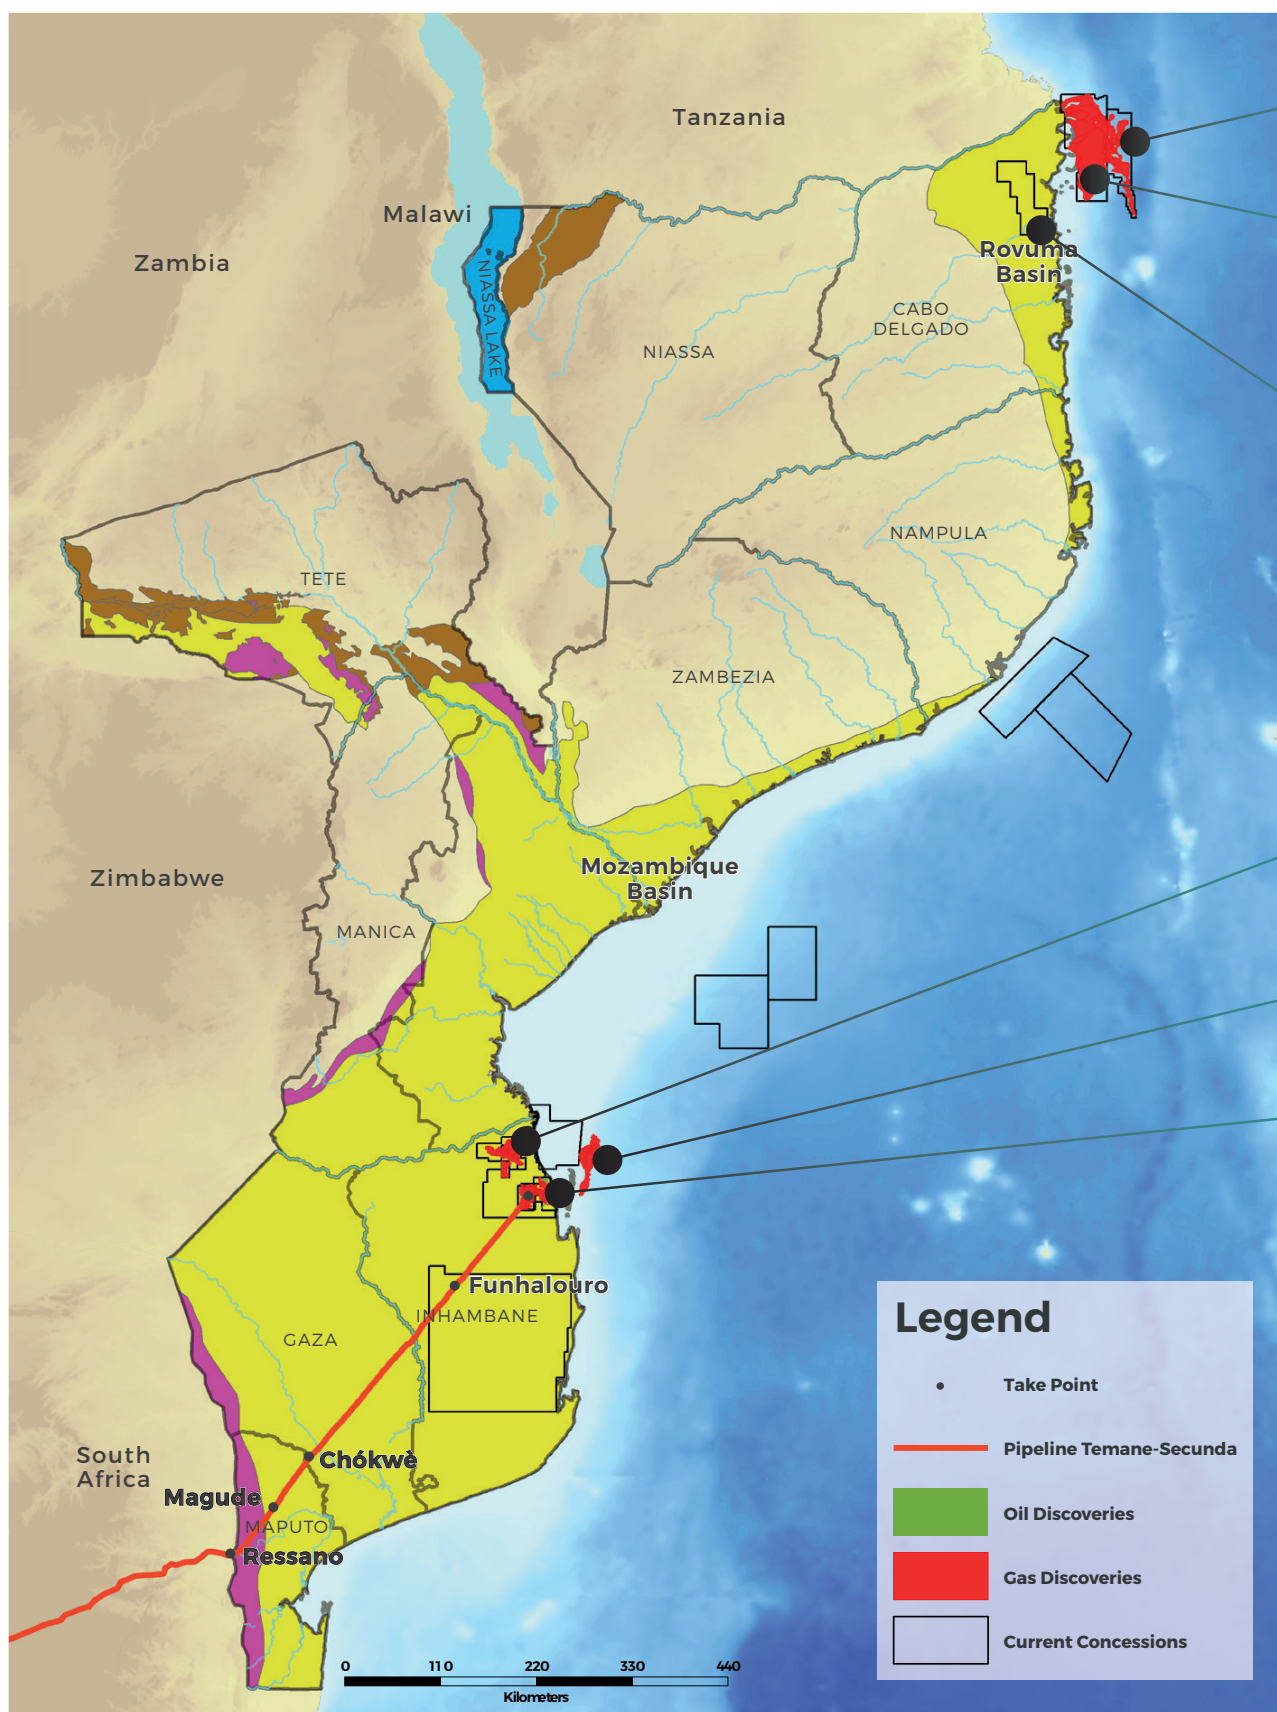 Tanzania
Malawi
Zambia
NIASSA LAKE
Rovuma
Basin
CABO
DELGADO
NIASSA
NAMPULA
TETE
ZAMBEZIA
Mozambique
Basin
Zimbabwe
MANICA
Funhalouro
INHAMBANE
GAZA
Legend
Take Point
Pipeline Temane-Secunda
Oil Discoveries
Gas Discoveries
Current Concessions
South
Africa
Chókwè
Magude
MAPUTO
Ressano
0 110 220 330 440
Kilometers